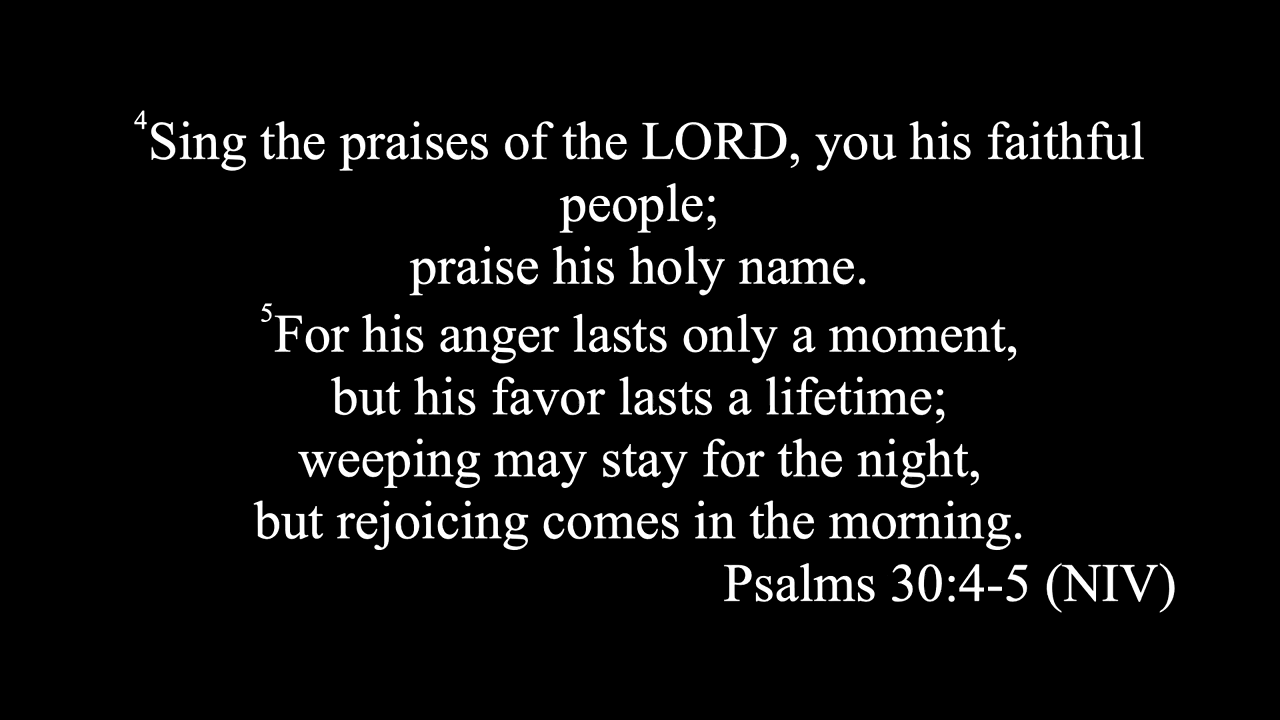 ⁴Sing the praises of the LORD, you his faithful
people;
praise his holy name.
⁵For his anger lasts only a moment,
but his favor lasts a lifetime;
weeping may stay for the night,
but rejoicing comes in the morning.
Psalms 30:4-5 (NIV)